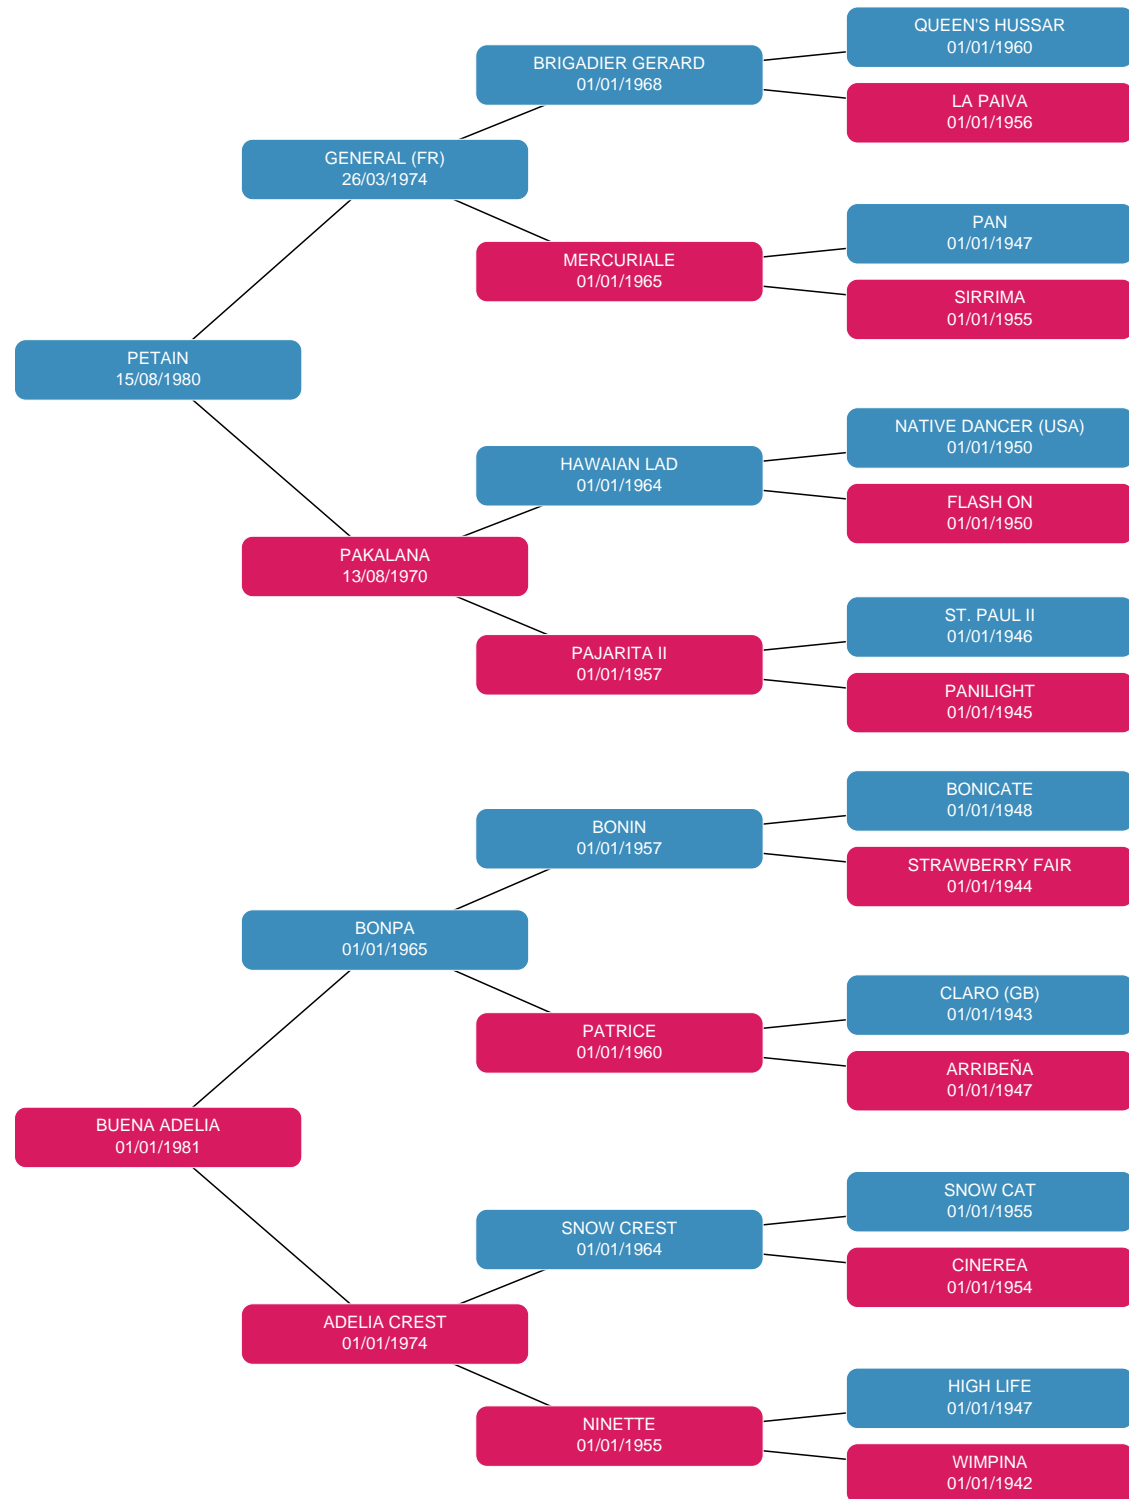 QUEEN'S HUSSAR
01/01/1960
BRIGADIER GERARD
01/01/1968
LA PAIVA
01/01/1956
GENERAL (FR)
26/03/1974
PAN
01/01/1947
MERCURIALE
01/01/1965
SIRRIMA
01/01/1955
PETAIN
15/08/1980
NATIVE DANCER (USA)
01/01/1950
HAWAIAN LAD
01/01/1964
FLASH ON
01/01/1950
PAKALANA
13/08/1970
ST. PAUL II
01/01/1946
PAJARITA II
01/01/1957
PANILIGHT
01/01/1945
BONICATE
01/01/1948
BONIN
01/01/1957
STRAWBERRY FAIR
01/01/1944
BONPA
01/01/1965
CLARO (GB)
01/01/1943
PATRICE
01/01/1960
ARRIBEÑA
01/01/1947
BUENA ADELIA
01/01/1981
SNOW CAT
01/01/1955
SNOW CREST
01/01/1964
CINEREA
01/01/1954
ADELIA CREST
01/01/1974
HIGH LIFE
01/01/1947
NINETTE
01/01/1955
WIMPINA
01/01/1942